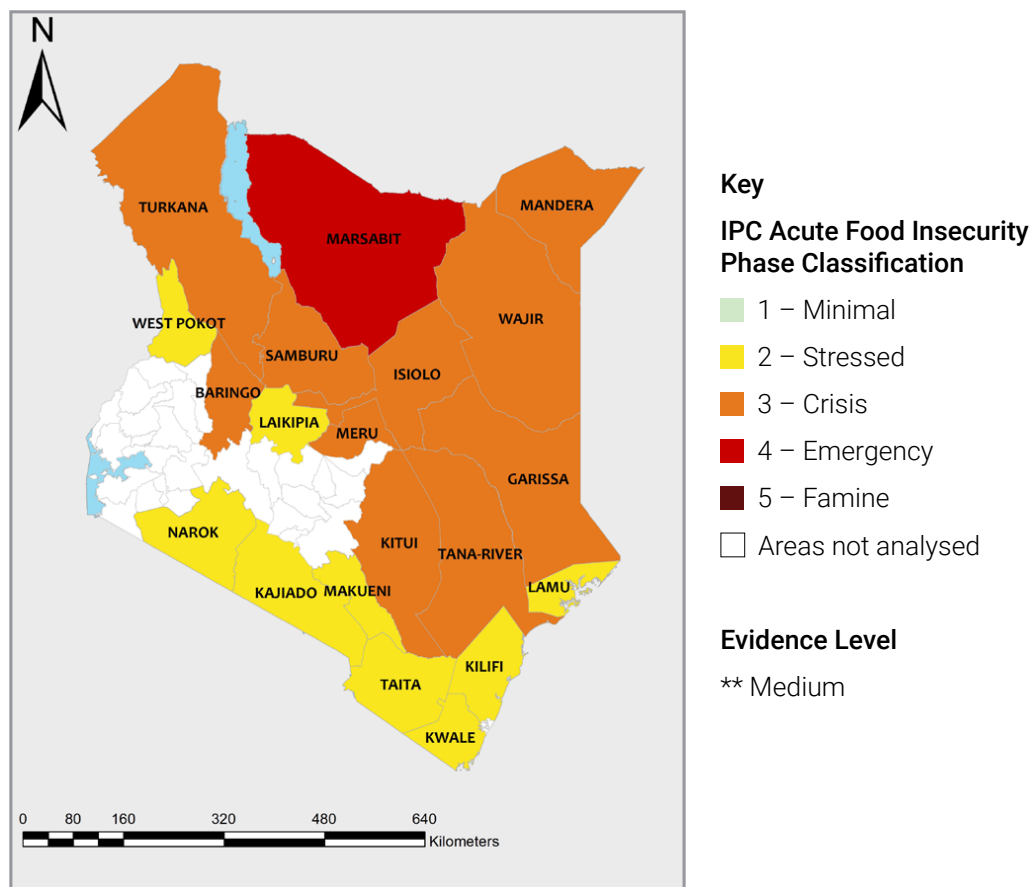 N
TURKANA
MARSABIT
MANDERA
WEST POKOT
WAJIR
SAMBURU
ISIOLO
BARINGO
LAIKIPIA
MERU
GARISSA
NAROK
KITUI
TANA-RIVER
KAJIADO
MAKUENI
LAMU
KILIFI
TAITA
KWALE
0 80 160 320 480 640
Kilometers
Key
IPC Acute Food Insecurity
Phase Classification
1 – Minimal
2 – Stressed
3 – Crisis
4 – Emergency
5 – Famine
Areas not analysed
Evidence Level
** Medium